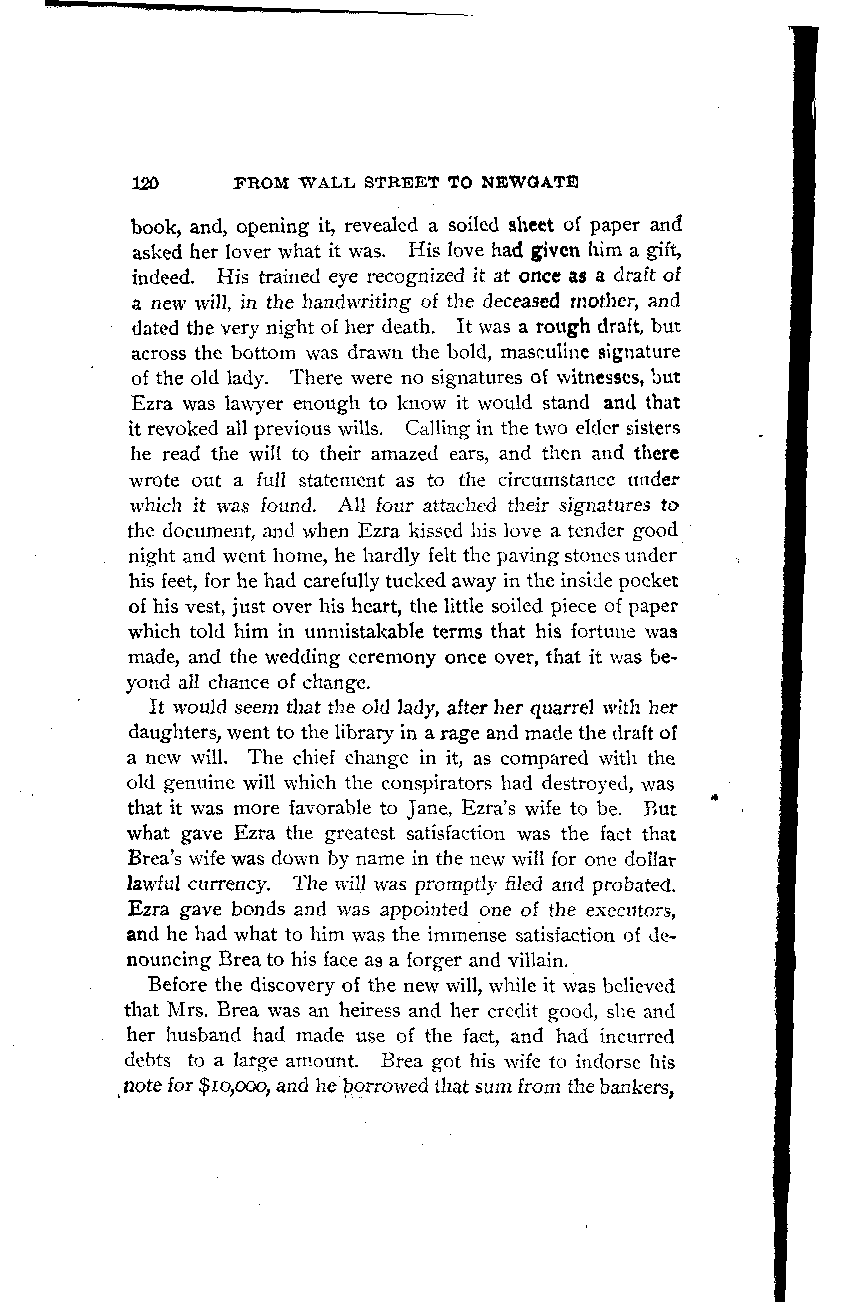 120 FROM WALL STREET TO NEWGATE
book, and, opening it, revealed a soiled sheet of paper and
asked her lover what it was. His love had given him a gift,
indeed. His trained eye recognized it at once as a draft of
a new will, in the handwriting of the deceased mother, and
dated the very night of her death. It was a rough draft, but
across the bottom was drawn the bold, masculine signature
of the old lady. There were no signatures of witnesses, but
Ezra was lawyer enough to know it would stand and that
it revoked all previous wills. Calling in the two elder sisters
he read the will to their amazed ears, and then and there
wrote out a full statement as to the circumstance under
which it was found. All four attached their signatures to
the document, and when Ezra kissed his love a tender good
night and went home, he hardly felt the paving stones under
his feet, for he had carefully tucked away in the inside pocket
of his vest, just over his heart, the little soiled piece of paper
which told him in unmistakable terms that his fortune was
made, and the wedding ceremony once over, that it was be-
yond all chance of change.
It would seem that the old lady, after her quarrel with her
daughters, went to the library in a rage and made the draft of
a new will. The chief change in it, as compared with the
old genuine will which the conspirators had destroyed, was
that it was more favorable to Jane, Ezra's wife to be. But
what gave Ezra the greatest satisfaction was the fact that
Brea's wife was down by name in the new will for one dollar
lawful currency. The will was promptly filed and probated.
Ezra gave bonds and was appointed one of the executors,
and he had what to him was the immense satisfaction of de-
nouncing Brea to his face as a forger and villain.
Before the discovery of the new will, while it was believed
that Mrs. Brea was an heiress and her credit good, she and
her husband had made use of the fact, and had incurred
debts to a large amount. Brea got his wife to indorse his
note for $10,000, and he borrowed that sum from the bankers,